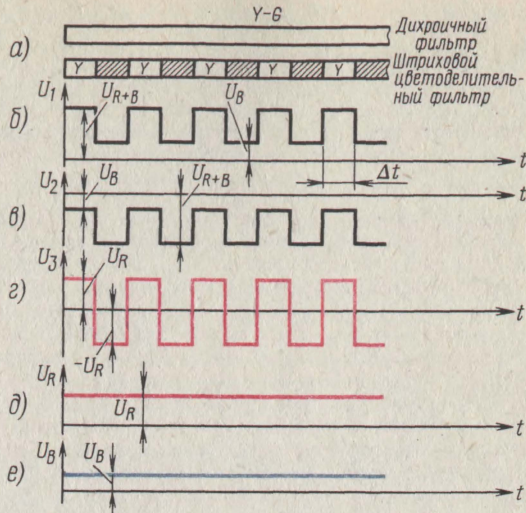 Y-G
Дихроичный
фильтр
а)
Y Y Y Y Y
Штриховой
цветоделитель-
ный фильтр
U1
UR+B
UB
б)
Δt
t
U2
UB
UR+B
t
в)
U3
UR
г)
t
-UR
UR
UR
д)
t
UB
UB
е)
t